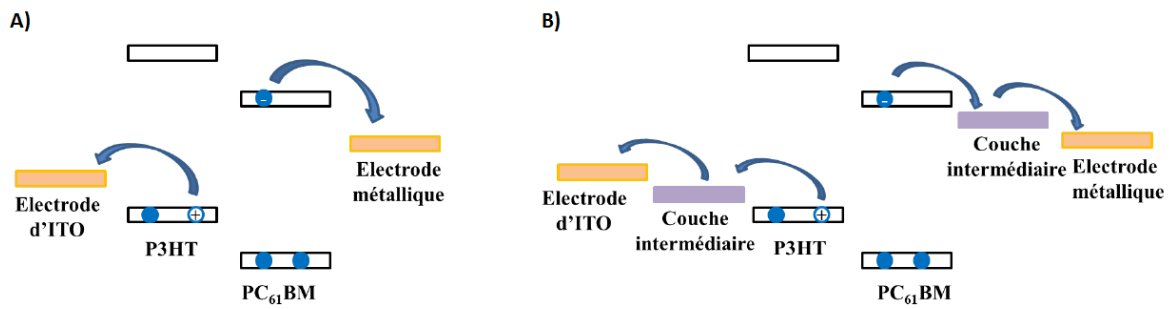 A)
Electrode
métallique
Electrode
d’ITO
P3HT
PC61BM
B)
Couche
intermédiaire
Electrode
métallique
Electrode
d’ITO
Couche
intermédiaire
P3HT
PC61BM